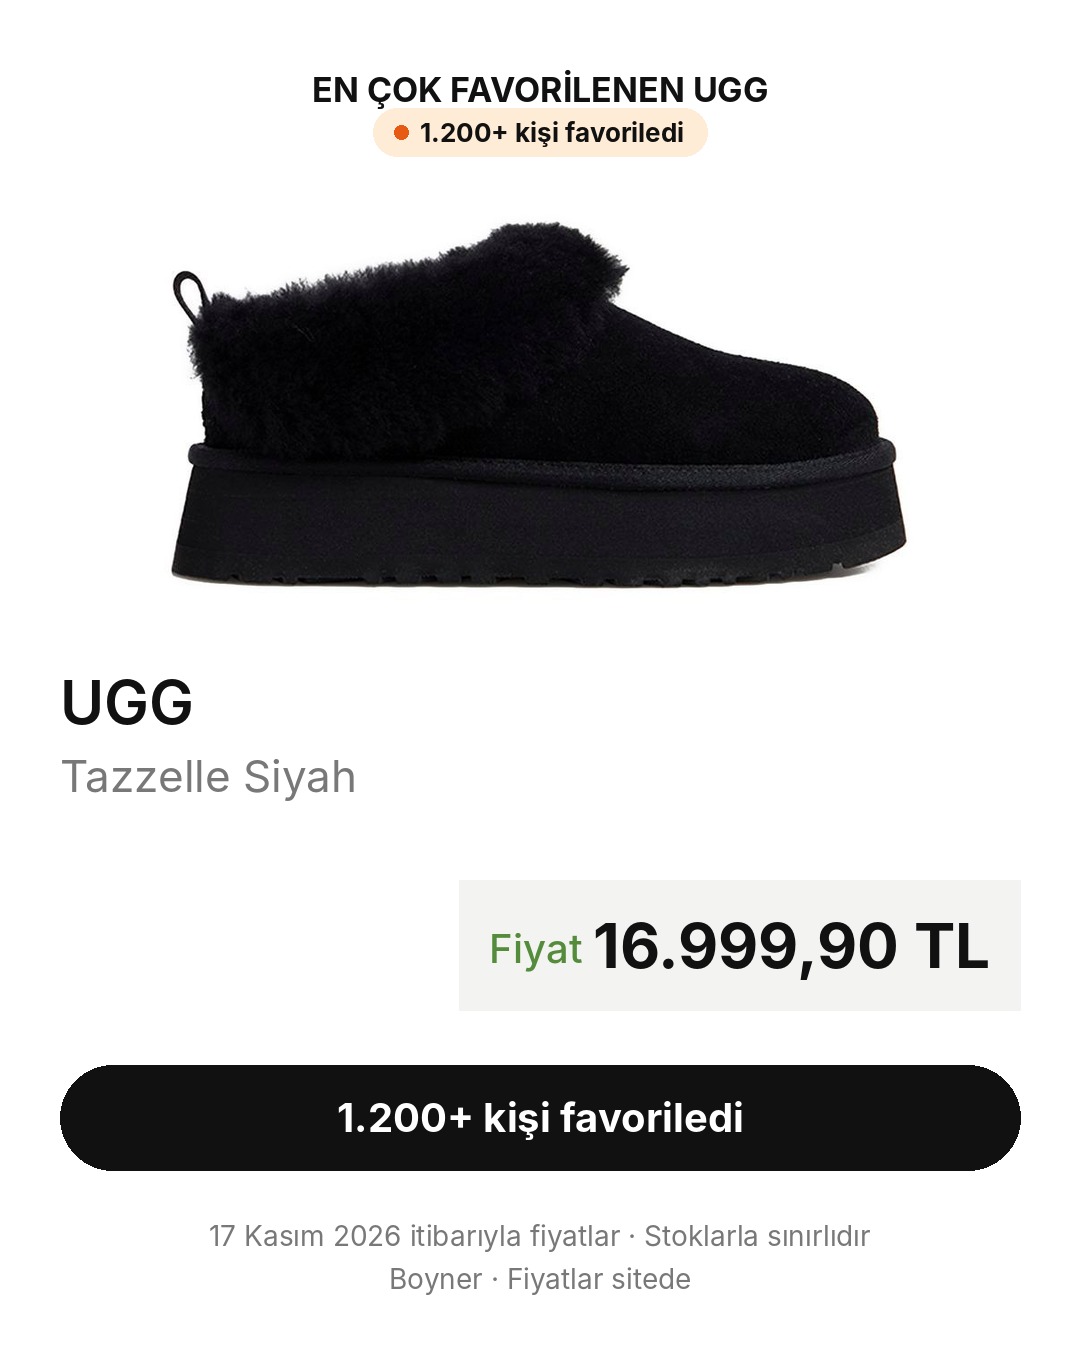 EN ÇOK FAVORİLENEN UGG
1.200+ kişi favoriledi
UGG
Tazzelle Siyah
Fiyat 16.999,90 TL
1.200+ kişi favoriledi
17 Kasım 2026 itibarıyla fiyatlar · Stoklarla sınırlıdır
Boyner · Fiyatlar sitede